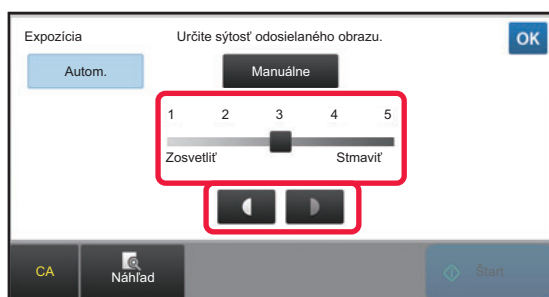 Expozícia
Určite sýtosť odosielaného obrazu.
OK
Autom.
Manuálne
1 2 3 4 5
Zosvetliť
Stmaviť
CA
Náhľad
Štart